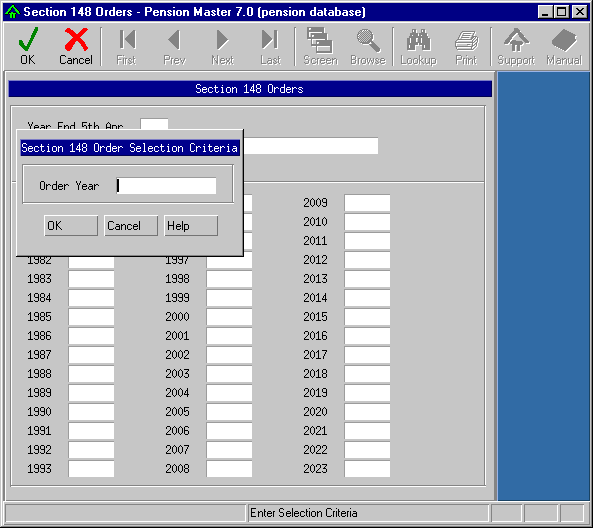 Section 148 Orders - Pension Master 7.0 (pension database)
OK Cancel First Prev Next Last Screen Browse Lookup Print Support Manual
Section 148 Orders
Year End 5th Apr
Section 148 Order Selection Criteria
Order Year
OK Cancel Help
2009
2010
2011
1982 1997 2012
1983 1998 2013
1984 1999 2014
1985 2000 2015
1986 2001 2016
1987 2002 2017
1988 2003 2018
1989 2004 2019
1990 2005 2020
1991 2006 2021
1992 2007 2022
1993 2008 2023
Enter Selection Criteria